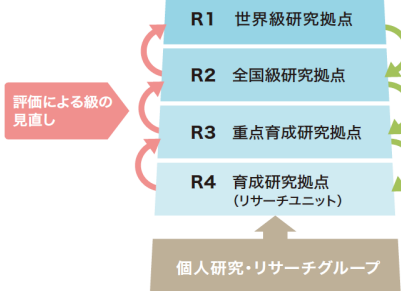 R1 世界級研究拠点
R2 全国級研究拠点
評価による級の
見直し
R3 重点育成研究拠点
R4 育成研究拠点
(リサーチユニット)
個人研究・リサーチグループ